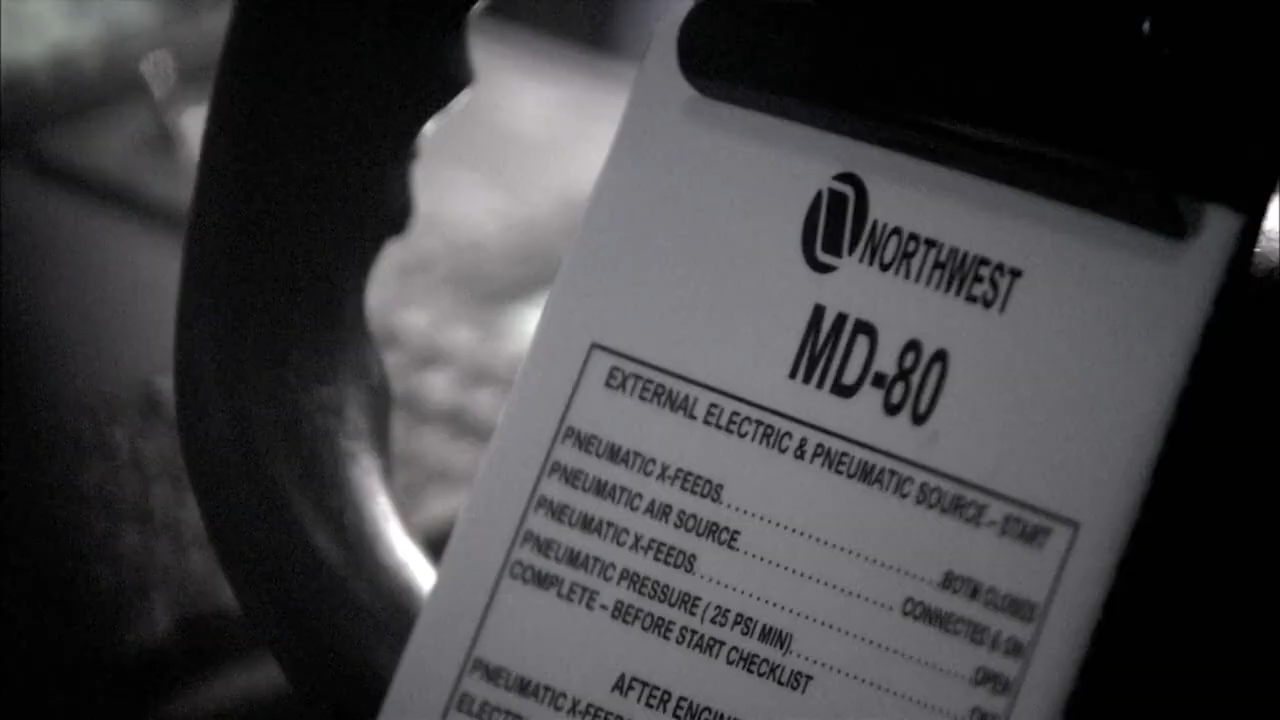 NORTHWEST
MD-80
EXTERNAL ELECTRIC & PNEUMATIC SOURCE - START
PNEUMATIC X-FEEDS..............................BOTH CLOSED
PNEUMATIC AIR SOURCE....................CONNECTED & ON
PNEUMATIC X-FEEDS........................................OPEN
PNEUMATIC PRESSURE ( 25 PSI MIN)........................
COMPLETE – BEFORE START CHECKLIST
AFTER
PNEUMATIC